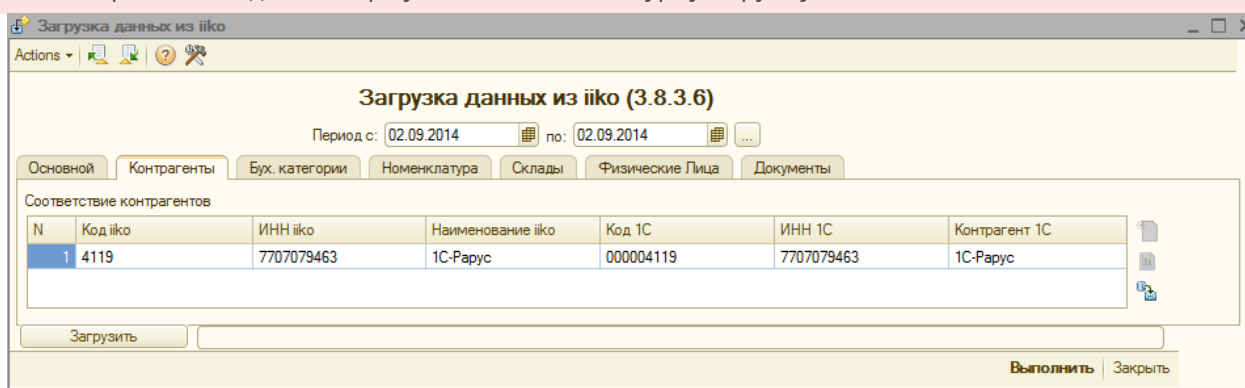 Загрузка данных из iiko
Actions
Загрузка данных из iiko (3.8.3.6)
Период с: 02.09.2014 по: 02.09.2014 ...
Основной Контрагенты Бух. категории Номенклатура Склады Физические Лица Документы
Соответствие контрагентов
N Код iiko ИНН iiko Наименование iiko Код 1С ИНН 1С Контрагент 1С
1 4119 7707079463 1С-Рарус 000004119 7707079463 1С-Рарус
Загрузить
Выполнить Закрыть